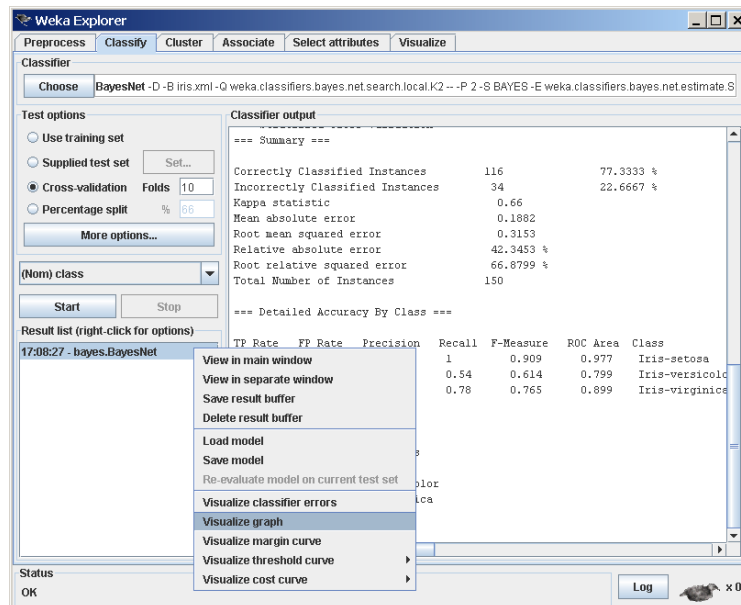 Weka Explorer
Preprocess Classify Cluster Associate Select attributes Visualize
Classifier
Choose BayesNet -D -B iris.xml -Q weka.classifiers.bayes.net.search.local.K2 -- -P 2 -S BAYES -E weka.classifiers.bayes.net.estimate.S
Test options
Use training set
Supplied test set Set...
Cross-validation Folds 10
Percentage split % 66
More options...
(Nom) class
Start Stop
Result list (right-click for options)
17:08:27 - bayes.BayesNet
Classifier output
=== Summary ===
Correctly Classified Instances 116 77.3333 %
Incorrectly Classified Instances 34 22.6667 %
Kappa statistic 0.66
Mean absolute error 0.1882
Root mean squared error 0.3153
Relative absolute error 42.3453 %
Root relative squared error 66.8799 %
Total Number of Instances 150
=== Detailed Accuracy By Class ===
TP Rate FP Rate Precision Recall F-Measure ROC Area Class
1 0.909 0.977 Iris-setosa
0.54 0.614 0.799 Iris-versicolo
0.78 0.765 0.899 Iris-virginica
View in main window
View in separate window
Save result buffer
Delete result buffer
Load model
Save model
Re-evaluate model on current test set
Visualize classifier errors
Visualize graph
Visualize margin curve
Visualize threshold curve
Visualize cost curve
Status
OK
Log
x 0